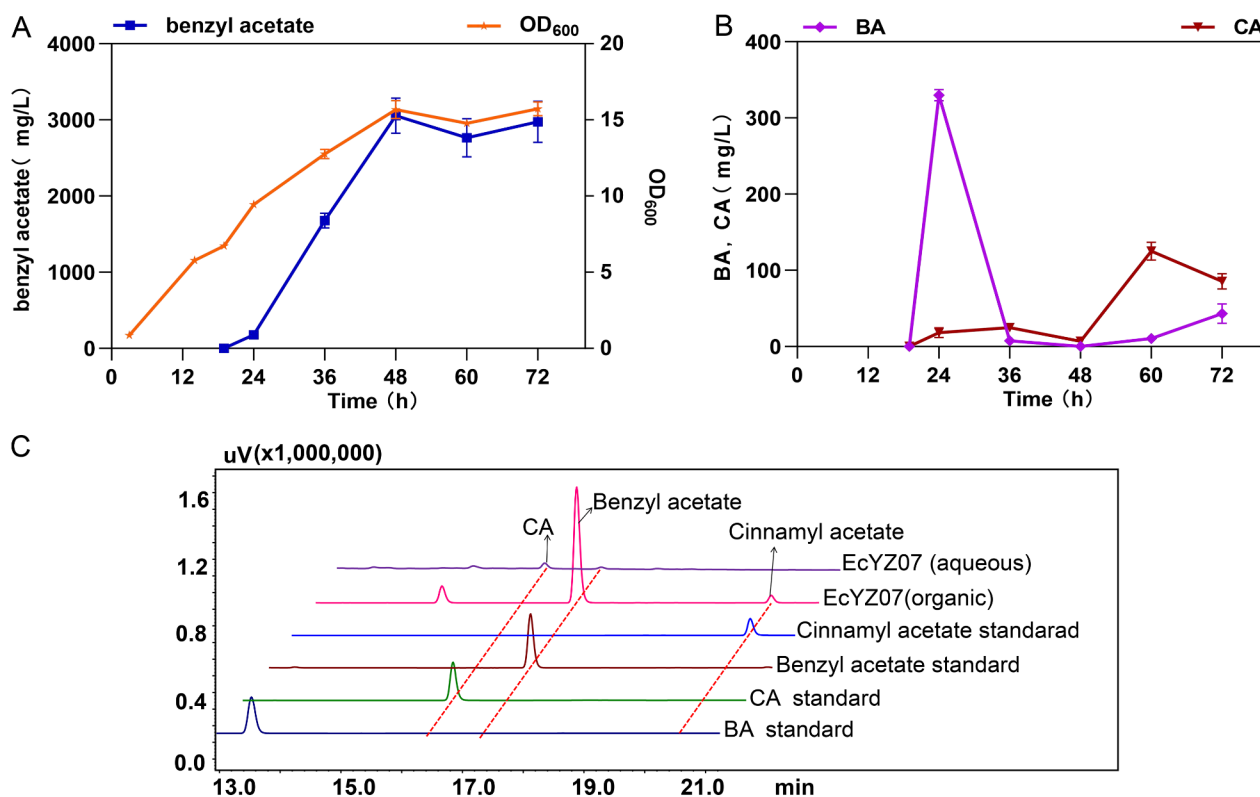 A
benzyl acetate
OD600
4000
3000
2000
1000
0
benzyl acetate( mg/L)
20
15
10
5
0
OD600
0 12 24 36 48 60 72
Time (h)
B
BA
CA
400
300
200
100
0
BA, CA( mg/L)
0 12 24 36 48 60 72
Time (h)
C
uV(x1,000,000)
1.6
1.2
0.8
0.4
0.0
CA
Benzyl acetate
Cinnamyl acetate
EcYZ07 (aqueous)
EcYZ07(organic)
Cinnamyl acetate standarad
Benzyl acetate standard
CA standard
BA standard
13.0 15.0 17.0 19.0 21.0 min